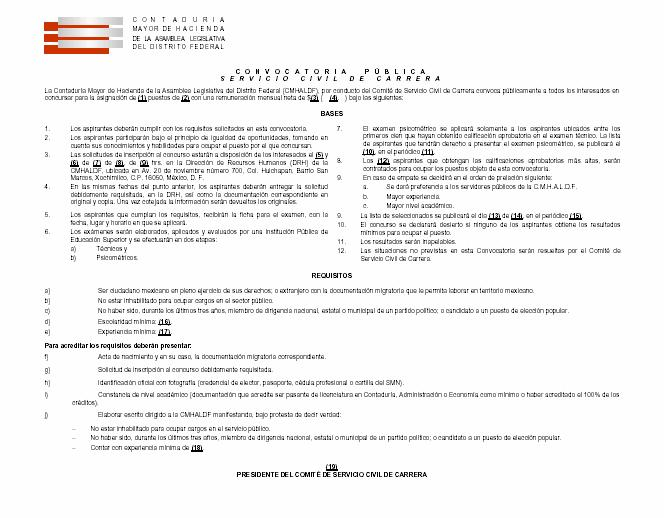 CONTADURIA
MAYOR DE HACIENDA
DE LA ASAMBLEA LEGISLATIVA
DEL DISTRITO FEDERAL
CONVOCATORIA PÚBLICA
SERVICIO CIVIL DE CARRERA
La Contaduría Mayor de Hacienda de la Asamblea Legislativa del Distrito Federal (CMHALDF), por conducto del Comité de Servicio Civil de Carrera convoca públicamente a todos los interesados en
concursar para la asignación de (1) puestos de (2) con una remuneración mensual neta de $(3) ( (4) ) bajo las siguientes:
BASES
1. Los aspirantes deberán cumplir con los requisitos solicitados en esta convocatoria.
2. Los aspirantes participarán bajo el principio de igualdad de oportunidades, tomando en
cuenta sus conocimientos y habilidades para ocupar el puesto por el que concursan.
3. Las solicitudes de inscripción al concurso estarán a disposición de los interesados el (5) y
(6) de (7) de (8), de (9) hrs. en la Dirección de Recursos Humanos (DRH) de la
CMHALDF, ubicada en Av. 20 de noviembre número 700, Col. Huichapan, Barrio San
Marcos, Xochimilco, C.P. 16050, México, D. F.
4. En las mismas fechas del punto anterior, los aspirantes deberán entregar la solicitud
debidamente requisitada, en la DRH, así como la documentación correspondiente en
original y copia. Una vez cotejada la información serán devueltos los originales.
5. Los aspirantes que cumplan los requisitos, recibirán la ficha para el examen, con la
fecha, lugar y horario en que se aplicará.
6. Los exámenes serán elaborados, aplicados y evaluados por una Institución Pública de
Educación Superior y se efectuarán en dos etapas:
a) Técnicos y
b) Psicométricos.
7. El examen psicométrico se aplicará solamente a los aspirantes ubicados entre los
primeros cien que hayan obtenido calificación aprobatoria en el examen técnico. La lista
de aspirantes que tendrán derecho a presentar el examen psicométrico, se publicará el
(10), en el periódico (11).
8. Los (12) aspirantes que obtengan las calificaciones aprobatorias más altas, serán
contratados para ocupar los puestos objeto de esta convocatoria.
9. En caso de empate se decidirá en el orden de prelación siguiente:
a. Se dará preferencia a los servidores públicos de la C.M.H.A.L.D.F.
b. Mayor experiencia.
c. Mayor nivel académico.
9. La lista de seleccionados se publicará el día (13) de (14), en el periódico (15).
10. El concurso se declarará desierto si ninguno de los aspirantes obtiene los resultados
mínimos para ocupar el puesto.
11. Los resultados serán inapelables.
12. Las situaciones no previstas en esta Convocatoria serán resueltas por el Comité de
Servicio Civil de Carrera.
REQUISITOS
a) Ser ciudadano mexicano en pleno ejercicio de sus derechos; o extranjero con la documentación migratoria que le permita laborar en territorio mexicano.
b) No estar inhabilitado para ocupar cargos en el sector público.
c) No haber sido, durante los últimos tres años, miembro de dirigencia nacional, estatal o municipal de un partido político; o candidato a un puesto de elección popular.
d) Escolaridad mínima: (16).
e) Experiencia mínima: (17).
Para acreditar los requisitos deberán presentar:
f) Acta de nacimiento y en su caso, la documentación migratoria correspondiente.
g) Solicitud de inscripción al concurso debidamente requisitada.
h) Identificación oficial con fotografía (credencial de elector, pasaporte, cédula profesional o cartilla del SMN).
i) Constancia de nivel académico (documentación que acredite ser pasante de licenciatura en Contaduría, Administración o Economía como mínimo o haber acreditado el 100% de los
créditos).
j) Elaborar escrito dirigido a la CMHALDF manifestando, bajo protesta de decir verdad:
– No estar inhabilitado para ocupar cargos en el servicio público.
– No haber sido, durante los últimos tres años, miembro de dirigencia nacional, estatal o municipal de un partido político; o candidato a un puesto de elección popular.
– Contar con experiencia mínima de (18).
(19)
PRESIDENTE DEL COMITÉ DE SERVICIO CIVIL DE CARRERA